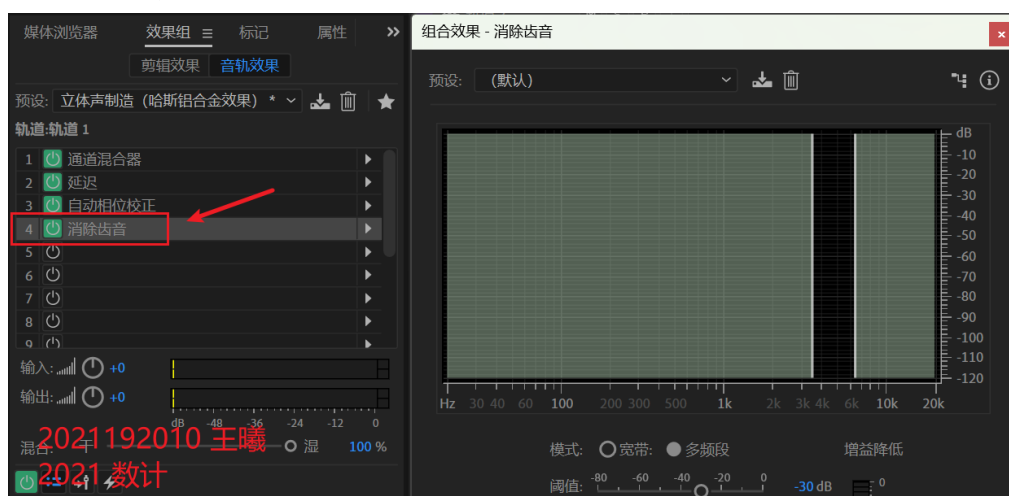 媒体浏览器 效果组 ≡ 标记 属性 »
剪辑效果 音轨效果
预设: 立体声制造（哈斯铝合金效果） *
轨道:轨道 1
1 通道混合器
2 延迟
3 自动相位校正
4 消除齿音
5
6
7
8
9
输入: +0
输出: +0
dB -48 -36 -24 -12 0
混合: 干 湿 100 %
2021192010 王曦
2021 数计
组合效果 - 消除齿音
预设: (默认)
dB
-10
-20
-30
-40
-50
-60
-70
-80
-90
-100
-110
-120
Hz 30 40 60 100 200 300 500 1k 2k 3k 4k 6k 10k 20k
模式: 宽带: 多频段 增益降低
阈值: -80 -60 -40 -20 0 -30 dB 0